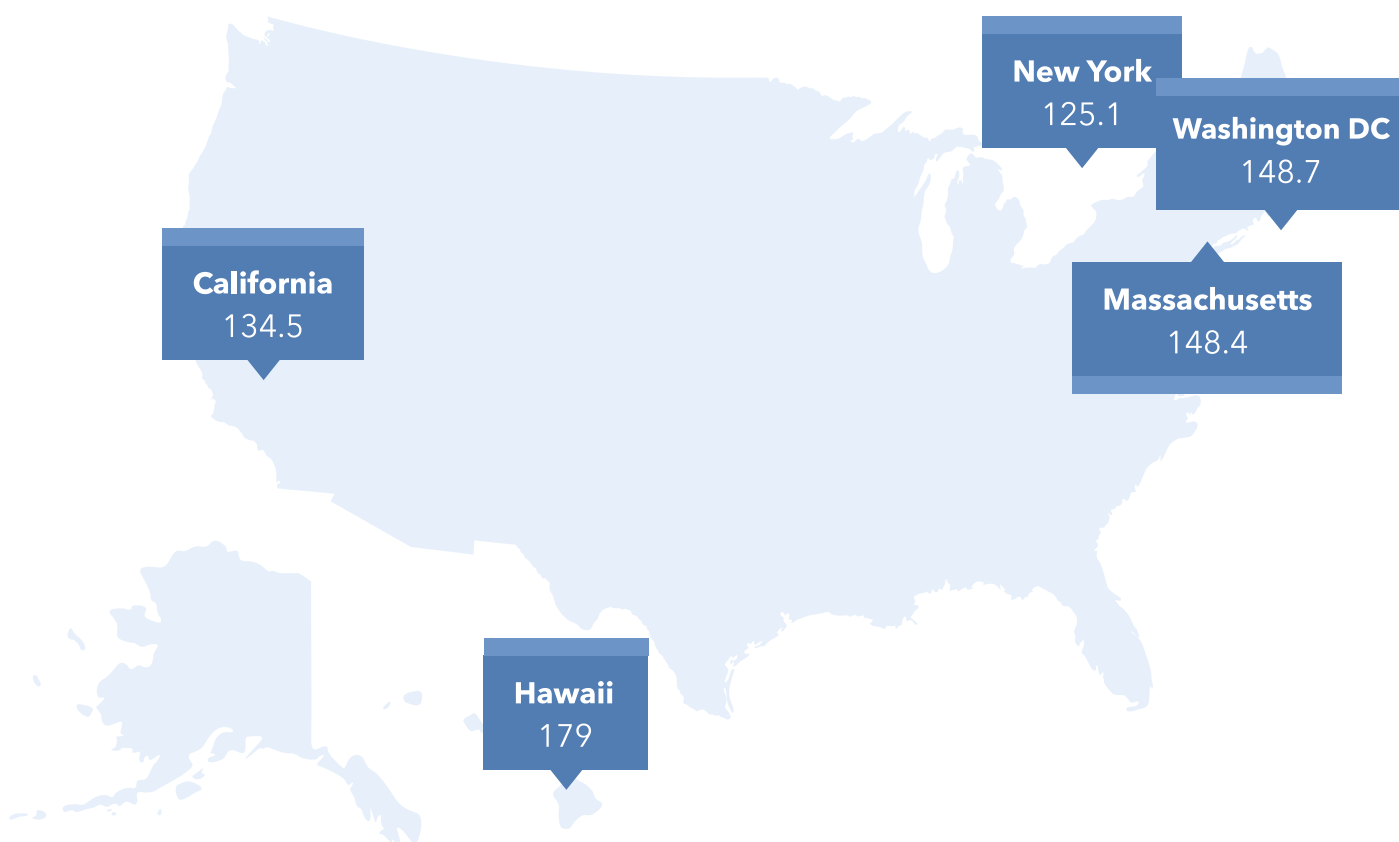 New York
125.1
Washington DC
148.7
California
134.5
Massachusetts
148.4
Hawaii
179